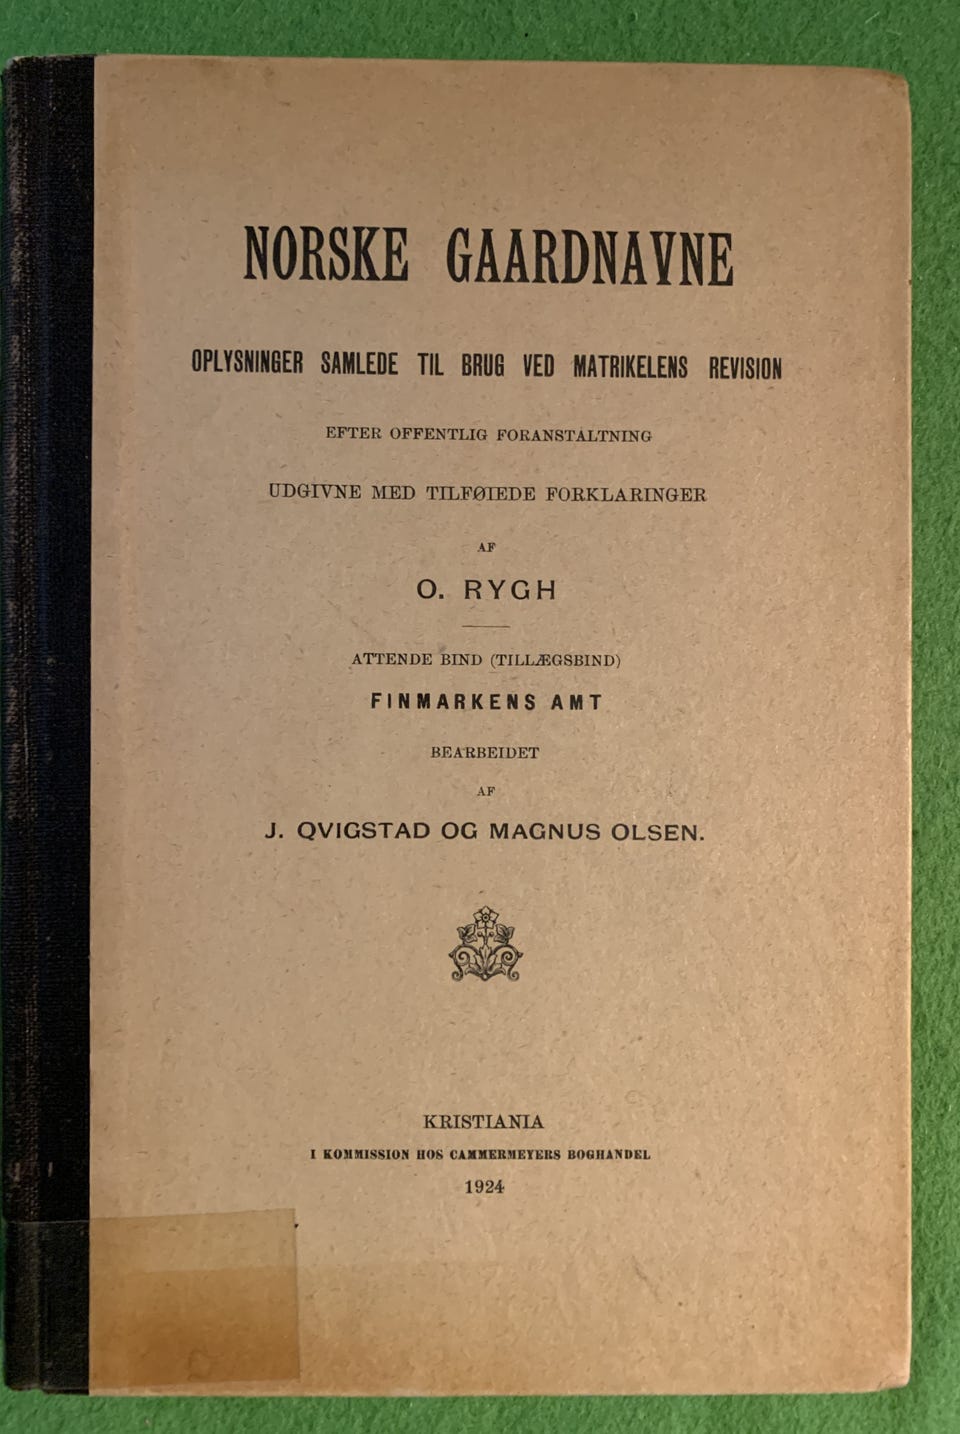 NORSKE GAARDNAVNE
OPLYSNINGER SAMLEDE TIL BRUG VED MATRIKELENS REVISION
EFTER OFFENTLIG FORANSTALTNING
UDGIVNE MED TILFØIEDE FORKLARINGER
AF
O. RYGH
ATTENDE BIND (TILLÆGSBIND)
FINMARKENS AMT
BEARBEIDET
AF
J. QVIGSTAD OG MAGNUS OLSEN.
KRISTIANIA
I KOMMISSION HOS CAMMERMEYERS BOGHANDEL
1924